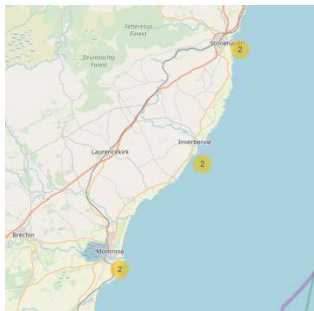 Fetteresso
Forest
Drumtochty
Forest
Stonehaven
2
Inverbervie
2
Laurencekirk
Brechin
Montrose
2